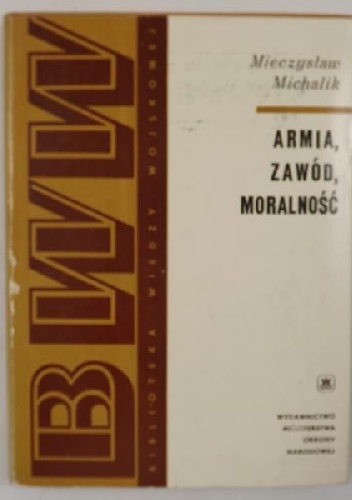 Mieczysław
Michalik
ARMIA,
ZAWÓD,
MORALNOŚĆ
BWW
BIBLIOTEKA WIEDZY WOJSKOWEJ
WYDAWNICTWO
MINISTERSTWA
OBRONY
NARODOWEJ